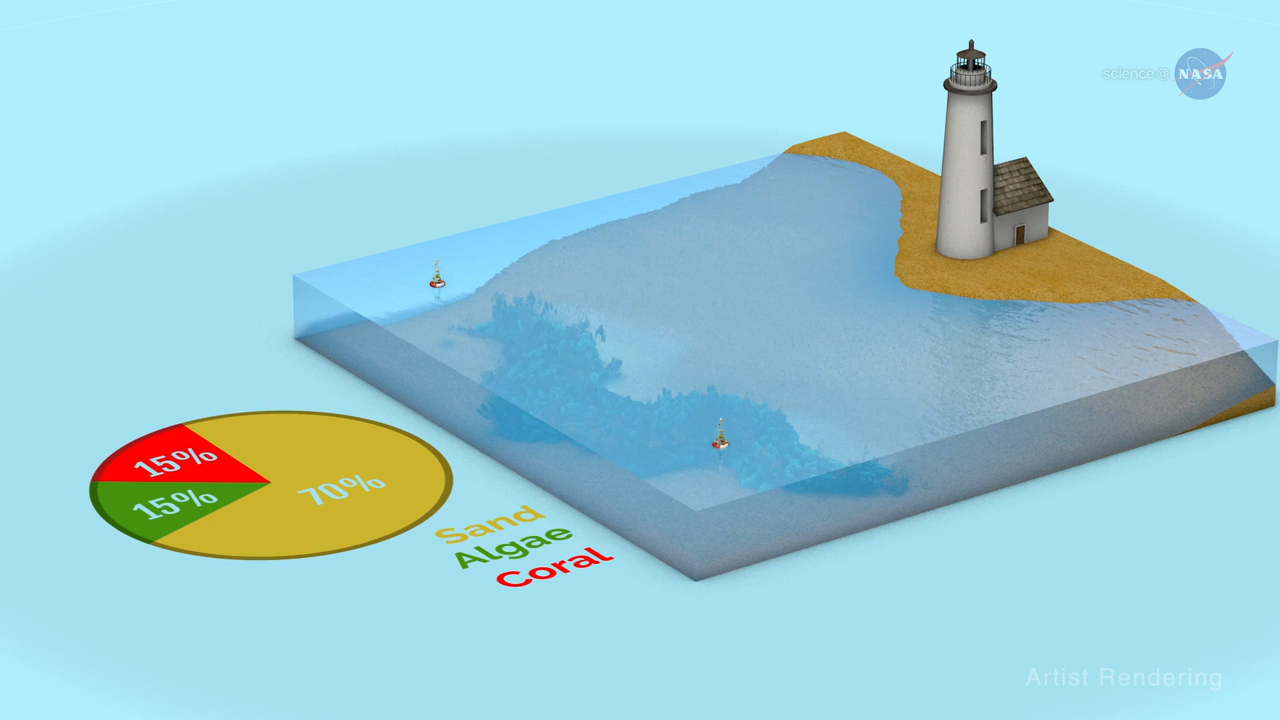 science@
NASA
15%
15%
70%
Sand
Algae
Coral
Artist Rendering